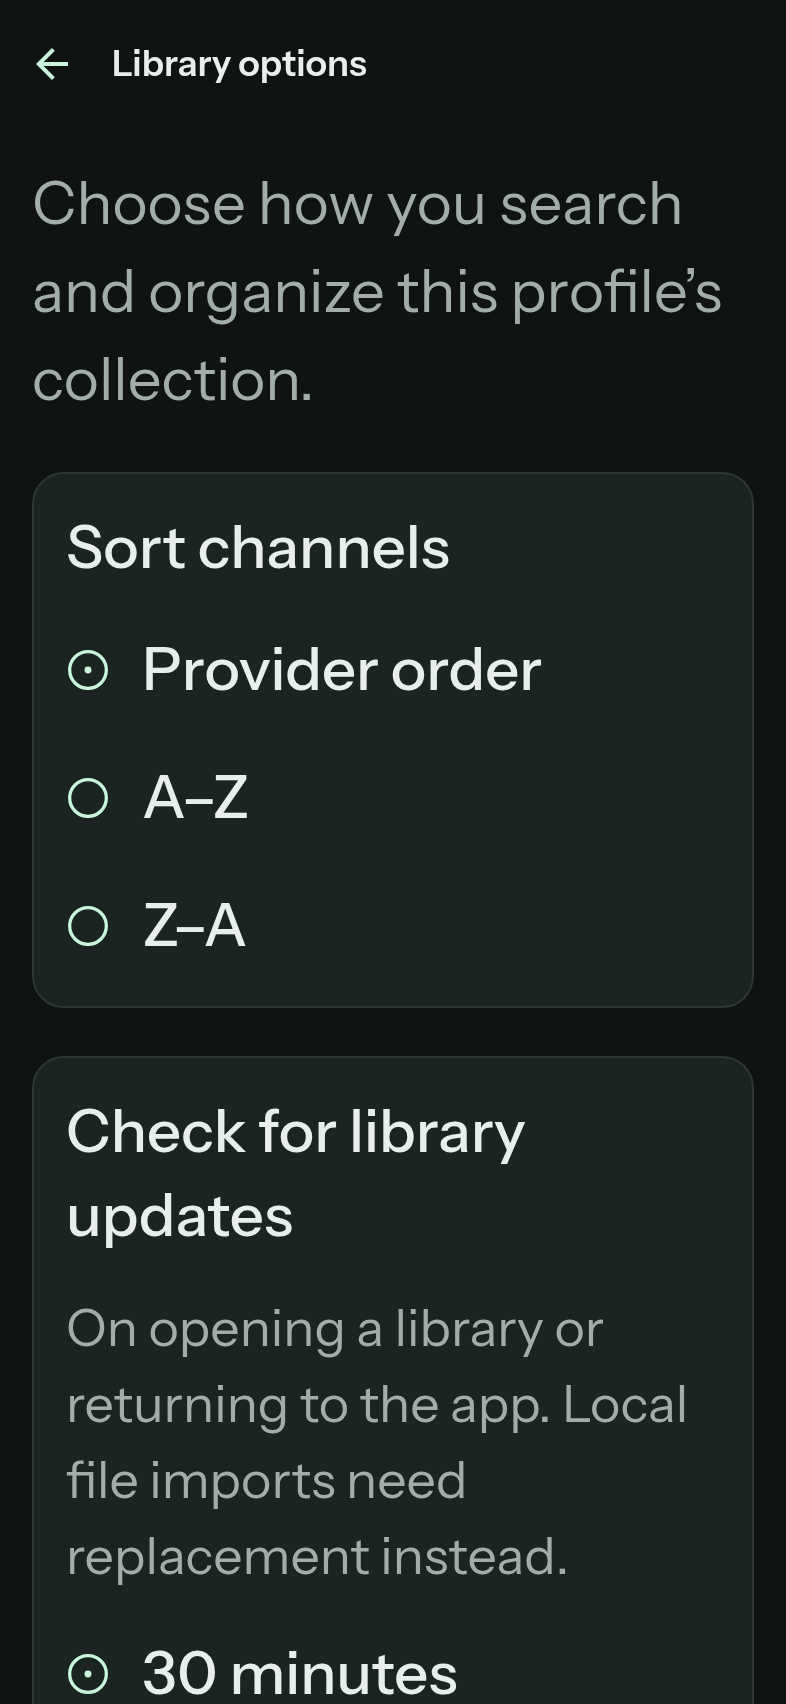 Library options
Choose how you search
and organize this profile’s
collection.
Sort channels
Provider order
A–Z
Z–A
Check for library
updates
On opening a library or
returning to the app. Local
file imports need
replacement instead.
30 minutes